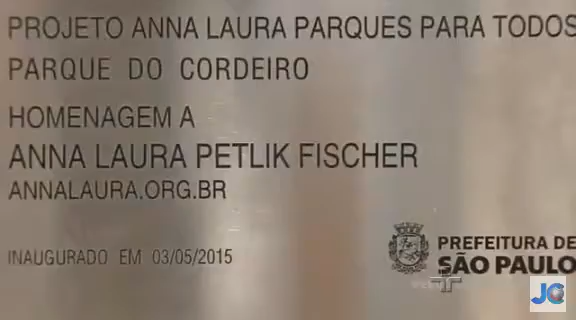 PROJETO ANNA LAURA PARQUES PARA TODOS
PARQUE DO CORDEIRO
HOMENAGEM A
ANNA LAURA PETLIK FISCHER
ANNALAURA.ORG.BR
INAUGURADO EM 03/05/2015
PREFEITURA DE
SÃO PAULO
JC